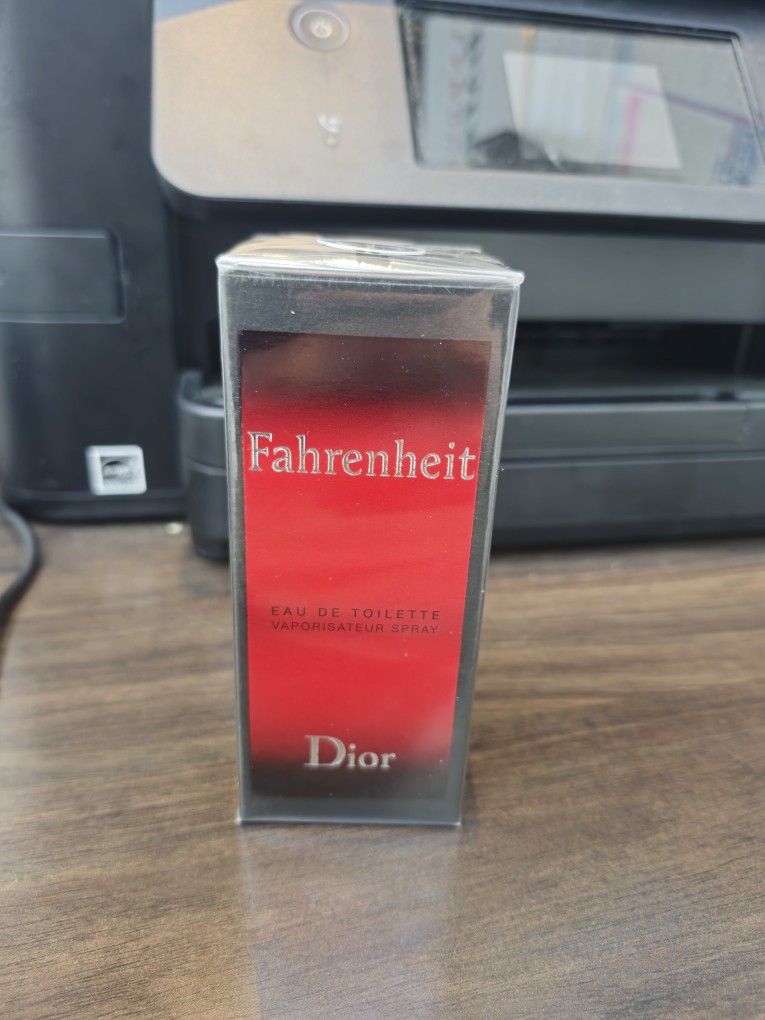 Fahrenheit
EAU DE TOILETTE
VAPORISATEUR SPRAY
Dior